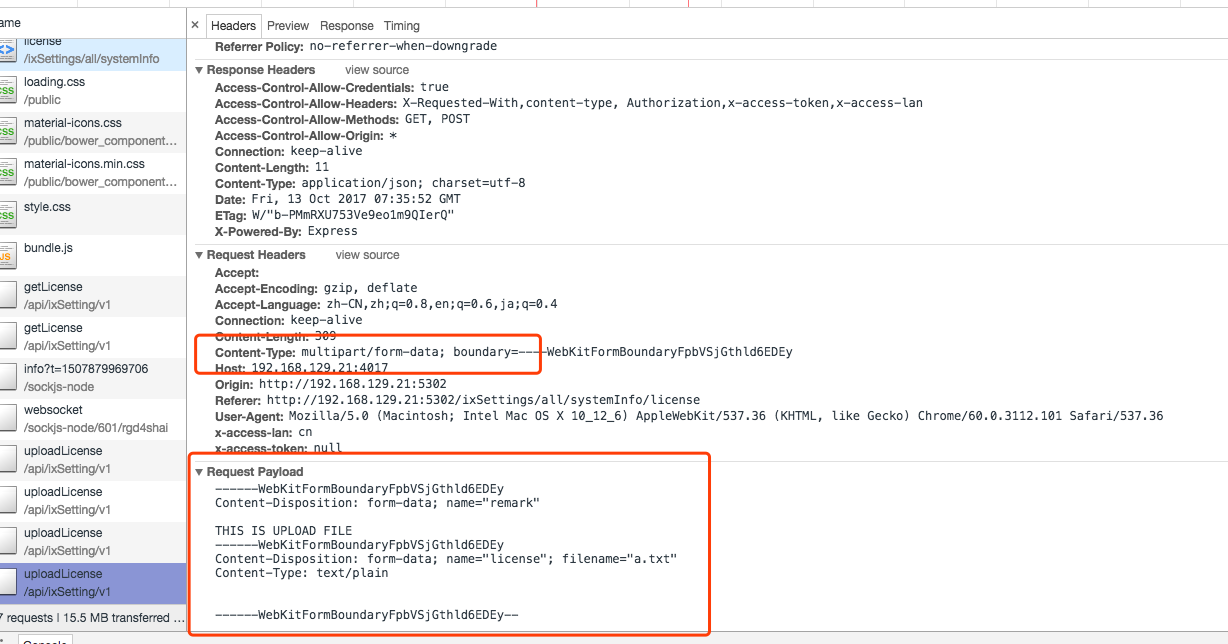 ame
license
/ixSettings/all/systemInfo
loading.css
/public
material-icons.css
/public/bower_component...
material-icons.min.css
/public/bower_component...
style.css
bundle.js
getLicense
/api/ixSetting/v1
getLicense
/api/ixSetting/v1
info?t=1507879969706
/sockjs-node
websocket
/sockjs-node/601/rgd4shai
uploadLicense
/api/ixSetting/v1
uploadLicense
/api/ixSetting/v1
uploadLicense
/api/ixSetting/v1
uploadLicense
/api/ixSetting/v1
7 requests | 15.5 MB transferred ...
× Headers Preview Response Timing
Referrer Policy: no-referrer-when-downgrade
▼ Response Headers view source
Access-Control-Allow-Credentials: true
Access-Control-Allow-Headers: X-Requested-With,content-type, Authorization,x-access-token,x-access-lan
Access-Control-Allow-Methods: GET, POST
Access-Control-Allow-Origin: *
Connection: keep-alive
Content-Length: 11
Content-Type: application/json; charset=utf-8
Date: Fri, 13 Oct 2017 07:35:52 GMT
ETag: W/"b-PMmRXU753Ve9eo1m9QIerQ"
X-Powered-By: Express
▼ Request Headers view source
Accept:
Accept-Encoding: gzip, deflate
Accept-Language: zh-CN,zh;q=0.8,en;q=0.6,ja;q=0.4
Connection: keep-alive
Content-Length: 309
Content-Type: multipart/form-data; boundary=----WebKitFormBoundaryFpbVSjGthld6EDEy
Host: 192.168.129.21:4017
Origin: http://192.168.129.21:5302
Referer: http://192.168.129.21:5302/ixSettings/all/systemInfo/license
User-Agent: Mozilla/5.0 (Macintosh; Intel Mac OS X 10_12_6) AppleWebKit/537.36 (KHTML, like Gecko) Chrome/60.0.3112.101 Safari/537.36
x-access-lan: cn
x-access-token: null
▼ Request Payload
------WebKitFormBoundaryFpbVSjGthld6EDEy
Content-Disposition: form-data; name="remark"
THIS IS UPLOAD FILE
------WebKitFormBoundaryFpbVSjGthld6EDEy
Content-Disposition: form-data; name="license"; filename="a.txt"
Content-Type: text/plain
------WebKitFormBoundaryFpbVSjGthld6EDEy--
Console